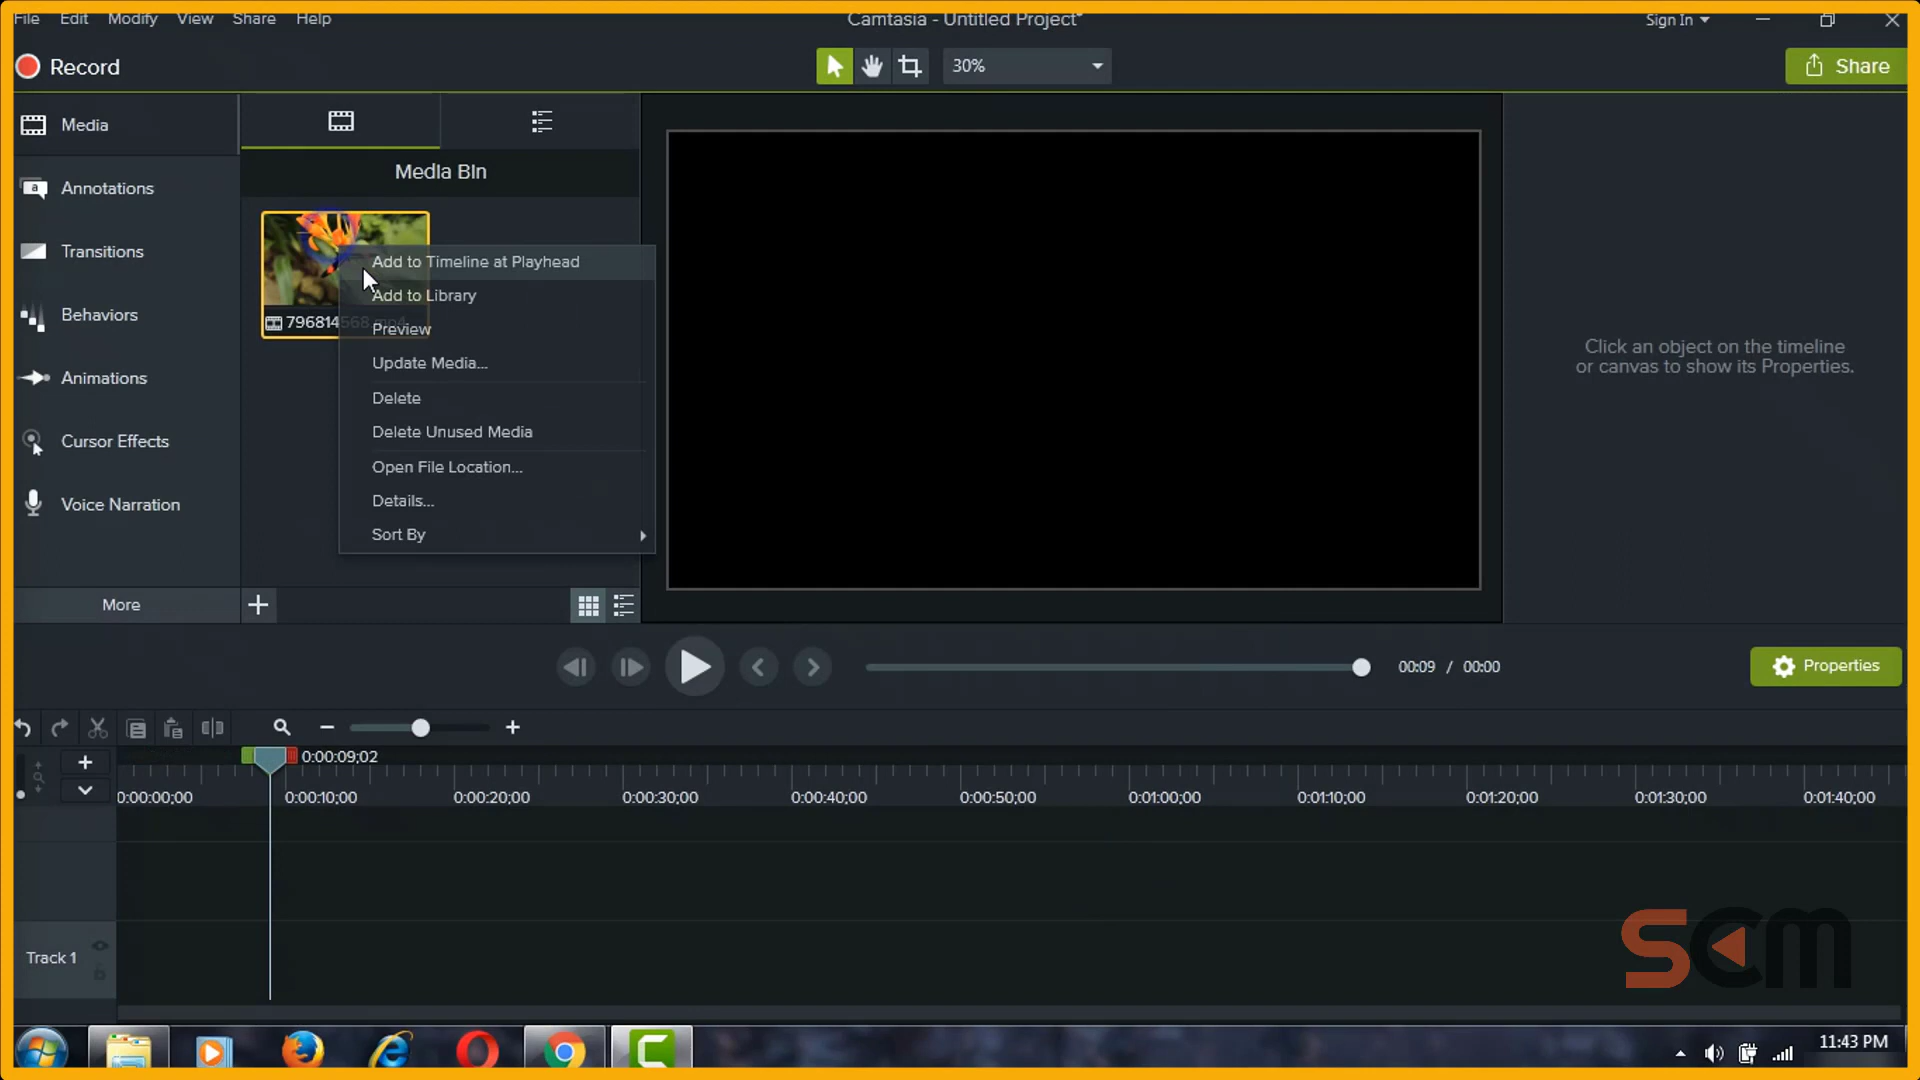 File Edit Modify View Share Help
Camtasia - Untitled Project*
Sign In
Record
30%
Share
Media
Annotations
Transitions
Behaviors
Animations
Cursor Effects
Voice Narration
More
Media Bin
a
796814568.mp4
Add to Timeline at Playhead
Add to Library
Preview
Update Media...
Delete
Delete Unused Media
Open File Location...
Details...
Sort By
Click an object on the timeline
or canvas to show its Properties.
00:09 / 00:00
Properties
0:00:09;02
0:00:00;00 0:00:10;00 0:00:20;00 0:00:30;00 0:00:40;00 0:00:50;00 0:01:00;00 0:01:10;00 0:01:20;00 0:01:30;00 0:01:40;00
Track 1
SCM
11:43 PM